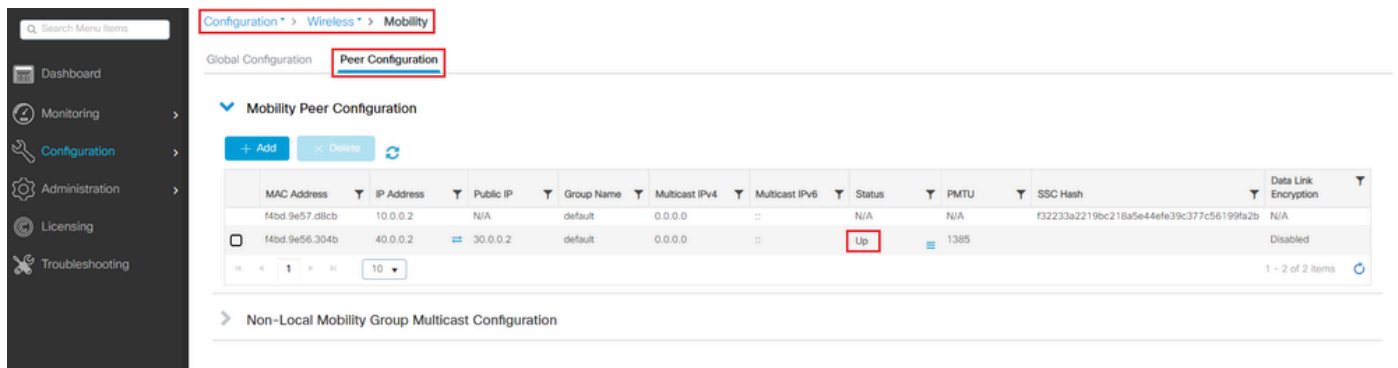 Search Menu Items
Configuration > Wireless > Mobility
Global Configuration Peer Configuration
Dashboard
Monitoring
Configuration
Administration
Licensing
Troubleshooting
Mobility Peer Configuration
+ Add × Delete
MAC Address IP Address Public IP Group Name Multicast IPv4 Multicast IPv6 Status PMTU SSC Hash Data Link
Encryption
f4bd.9e57.d8cb 10.0.0.2 N/A default 0.0.0.0 :: N/A N/A f32233a2219bc218a5e44efe39c377c56199fa2b N/A
f4bd.9e56.304b 40.0.0.2 30.0.0.2 default 0.0.0.0 :: Up 1385 Disabled
1 10 1 - 2 of 2 items
Non-Local Mobility Group Multicast Configuration